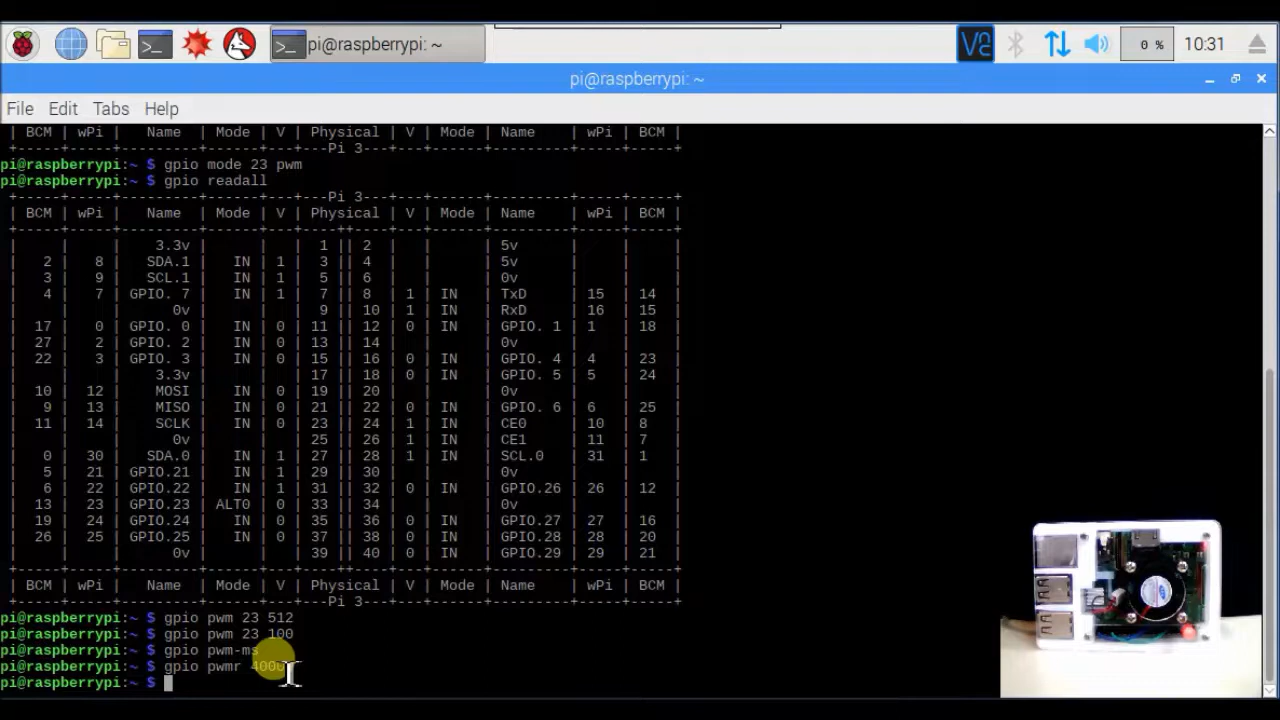 pi@raspberrypi: ~
0 %
10:31
pi@raspberrypi: ~
File Edit Tabs Help
| BCM | wPi | Name | Mode | V | Physical | V | Mode | Name | wPi | BCM |
+-----+-----+---------+------+---+---Pi 3---+---+------+---------+-----+-----+
pi@raspberrypi:~ $ gpio mode 23 pwm
pi@raspberrypi:~ $ gpio readall
+-----+-----+---------+------+---+---Pi 3---+---+------+---------+-----+-----+
| BCM | wPi | Name | Mode | V | Physical | V | Mode | Name | wPi | BCM |
+-----+-----+---------+------+---+----++----+---+------+---------+-----+-----+
| | | 3.3v | | | 1 || 2 | | | 5v | | |
| 2 | 8 | SDA.1 | IN | 1 | 3 || 4 | | | 5v | | |
| 3 | 9 | SCL.1 | IN | 1 | 5 || 6 | | | 0v | | |
| 4 | 7 | GPIO. 7 | IN | 1 | 7 || 8 | 1 | IN | TxD | 15 | 14 |
| | | 0v | | | 9 || 10 | 1 | IN | RxD | 16 | 15 |
| 17 | 0 | GPIO. 0 | IN | 0 | 11 || 12 | 0 | IN | GPIO. 1 | 1 | 18 |
| 27 | 2 | GPIO. 2 | IN | 0 | 13 || 14 | | | 0v | | |
| 22 | 3 | GPIO. 3 | IN | 0 | 15 || 16 | 0 | IN | GPIO. 4 | 4 | 23 |
| | | 3.3v | | | 17 || 18 | 0 | IN | GPIO. 5 | 5 | 24 |
| 10 | 12 | MOSI | IN | 0 | 19 || 20 | | | 0v | | |
| 9 | 13 | MISO | IN | 0 | 21 || 22 | 0 | IN | GPIO. 6 | 6 | 25 |
| 11 | 14 | SCLK | IN | 0 | 23 || 24 | 1 | IN | CE0 | 10 | 8 |
| | | 0v | | | 25 || 26 | 1 | IN | CE1 | 11 | 7 |
| 0 | 30 | SDA.0 | IN | 1 | 27 || 28 | 1 | IN | SCL.0 | 31 | 1 |
| 5 | 21 | GPIO.21 | IN | 1 | 29 || 30 | | | 0v | | |
| 6 | 22 | GPIO.22 | IN | 1 | 31 || 32 | 0 | IN | GPIO.26 | 26 | 12 |
| 13 | 23 | GPIO.23 | ALT0 | 0 | 33 || 34 | | | 0v | | |
| 19 | 24 | GPIO.24 | IN | 0 | 35 || 36 | 0 | IN | GPIO.27 | 27 | 16 |
| 26 | 25 | GPIO.25 | IN | 0 | 37 || 38 | 0 | IN | GPIO.28 | 28 | 20 |
| | | 0v | | | 39 || 40 | 0 | IN | GPIO.29 | 29 | 21 |
+-----+-----+---------+------+---+----++----+---+------+---------+-----+-----+
| BCM | wPi | Name | Mode | V | Physical | V | Mode | Name | wPi | BCM |
+-----+-----+---------+------+---+---Pi 3---+---+------+---------+-----+-----+
pi@raspberrypi:~ $ gpio pwm 23 512
pi@raspberrypi:~ $ gpio pwm 23 100
pi@raspberrypi:~ $ gpio pwm-ms
pi@raspberrypi:~ $ gpio pwmr 4000
pi@raspberrypi:~ $